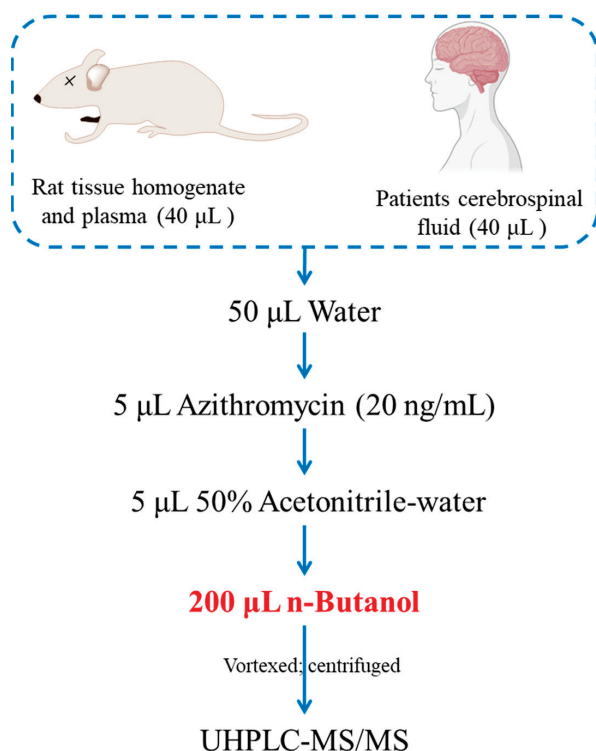 Rat tissue homogenate
and plasma (40 μL )
Patients cerebrospinal
fluid (40 μL )
50 μL Water
5 μL Azithromycin (20 ng/mL)
5 μL 50% Acetonitrile-water
200 μL n-Butanol
Vortexed; centrifuged
UHPLC-MS/MS